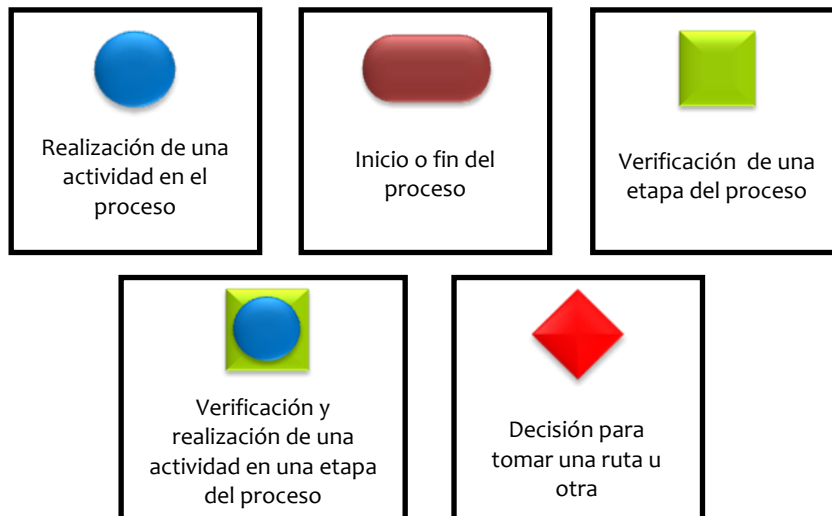 Realización de una
actividad en el
proceso
Inicio o fin del
proceso
Verificación de una
etapa del proceso
Verificación y
realización de una
actividad en una etapa
del proceso
Decisión para
tomar una ruta u
otra